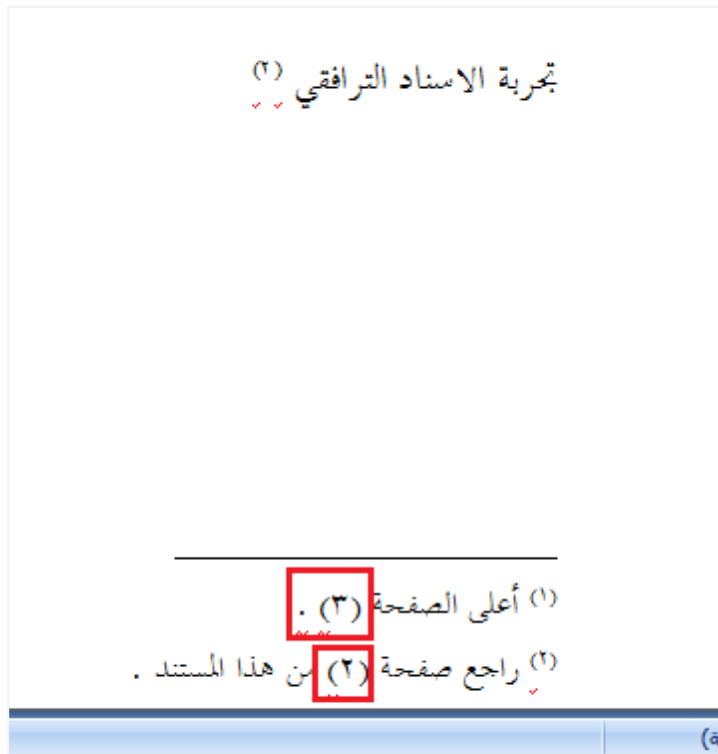 تجربة الاسناد الترافقي (٢)
(١) أعلى الصفحة (٣) .
(٢) راجع صفحة (٢) من هذا المستند .